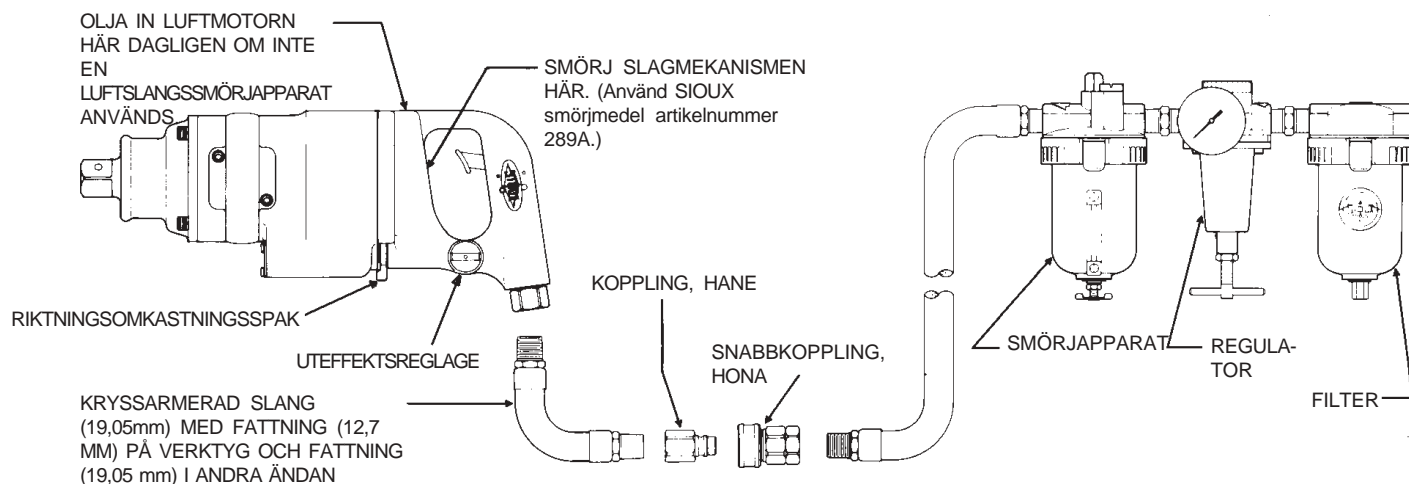 OLJA IN LUFTMOTORN
HÄR DAGLIGEN OM INTE
EN
LUFTSLANGSSMÖRJAPPARAT
ANVÄNDS
SMÖRJ SLAGMEKANISMEN
HÄR. (Använd SIOUX
smörjmedel artikelnummer
289A.)
RIKTNINGSOMKASTNINGSSPAK
UTEFFEKTSREGLAGE
KRYSSARMERAD SLANG
(19,05mm) MED FATTNING (12,7
MM) PÅ VERKTYG OCH FATTNING
(19,05 mm) I ANDRA ÄNDAN
KOPPLING, HANE
SNABBKOPPLING,
HONA
SMÖRJAPPARAT
REGULA-
TOR
FILTER